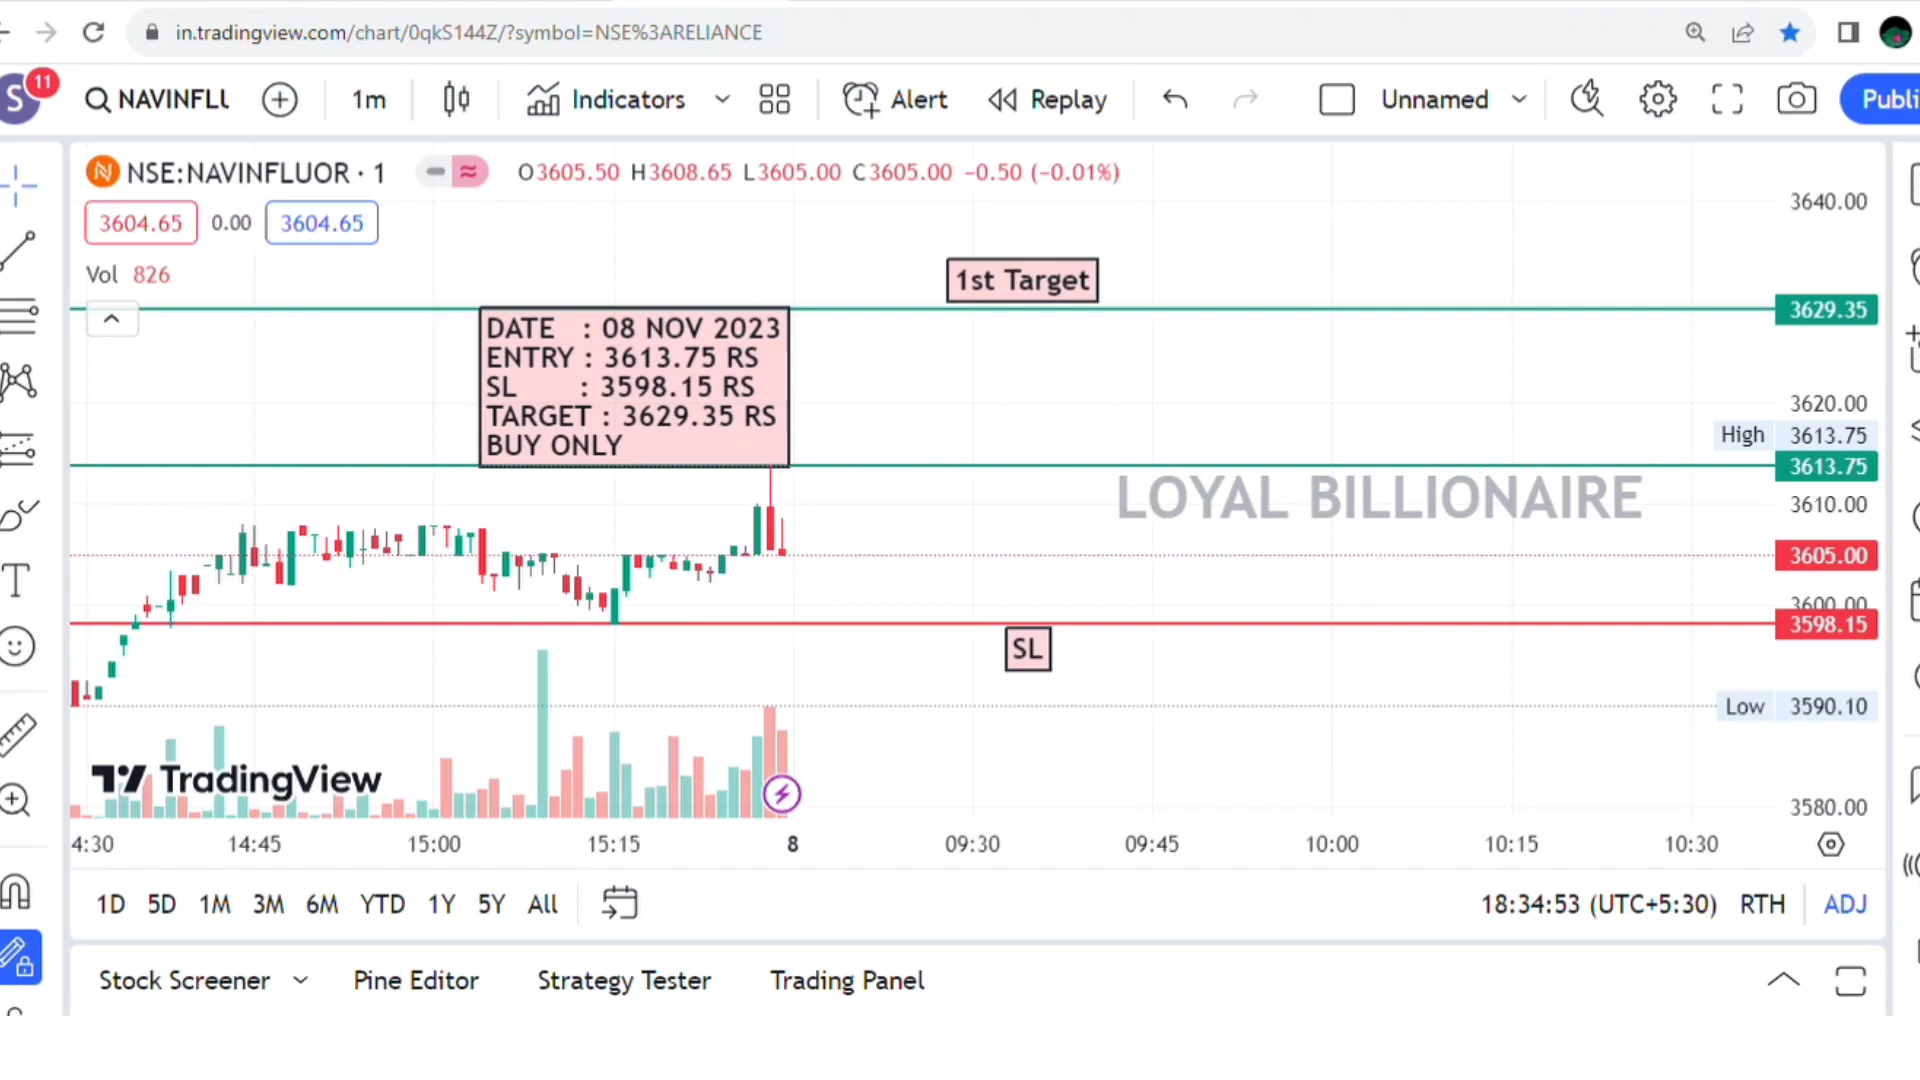 in.tradingview.com/chart/0qkS144Z/?symbol=NSE%3ARELIANCE
S 11 NAVINFLU 1m Indicators Alert Replay Unnamed Publi
NSE:NAVINFLUOR · 1 O3605.50 H3608.65 L3605.00 C3605.00 −0.50 (−0.01%)
3604.65 0.00 3604.65
Vol 826
1st Target
DATE : 08 NOV 2023
ENTRY : 3613.75 RS
SL : 3598.15 RS
TARGET : 3629.35 RS
BUY ONLY
LOYAL BILLIONAIRE
SL
3640.00
3629.35
3620.00
High 3613.75
3613.75
3610.00
3605.00
3600.00
3598.15
Low 3590.10
3580.00
TradingView
4:30 14:45 15:00 15:15 8 09:30 09:45 10:00 10:15 10:30
1D 5D 1M 3M 6M YTD 1Y 5Y All 18:34:53 (UTC+5:30) RTH ADJ
Stock Screener Pine Editor Strategy Tester Trading Panel